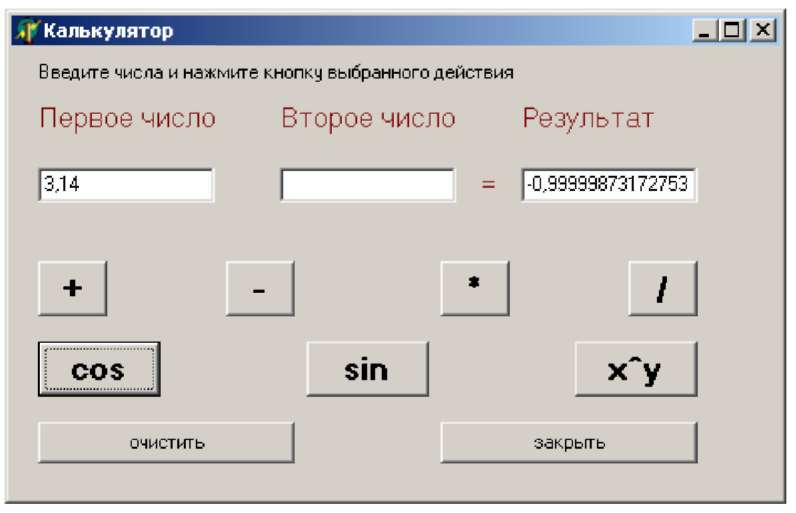 Калькулятор
Введите числа и нажмите кнопку выбранного действия
Первое число Второе число Результат
3,14 = -0,99999873172753
+ - * /
cos sin x^y
очистить закрыть